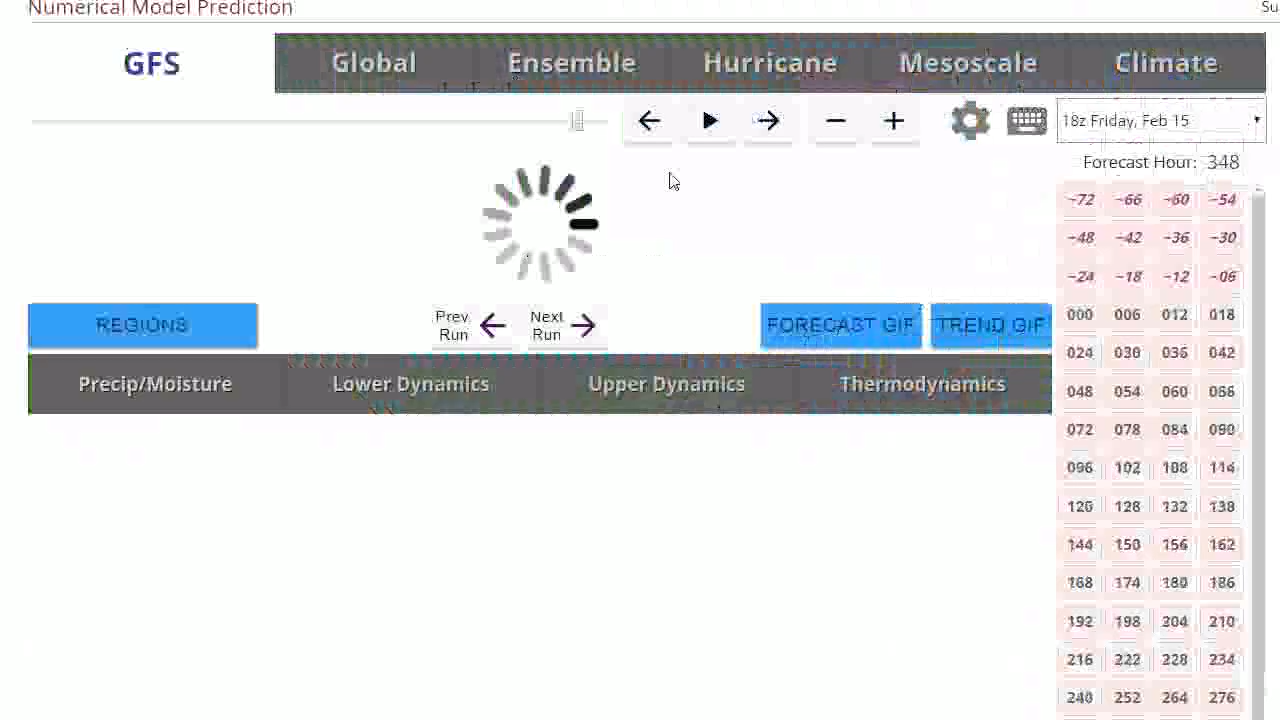 Numerical Model Prediction
Su
GFS Global Ensemble Hurricane Mesoscale Climate
18z Friday, Feb 15
Forecast Hour: 348
-72 -66 -60 -54
-48 -42 -36 -30
-24 -18 -12 -06
000 006 012 018
REGIONS
Prev. Run
Next Run
FORECAST GIF
TREND GIF
024 030 036 042
Precip/Moisture Lower Dynamics Upper Dynamics Thermodynamics
048 054 060 066
072 078 084 090
096 102 108 114
120 126 132 138
144 150 156 162
168 174 180 186
192 198 204 210
216 222 228 234
240 252 264 276